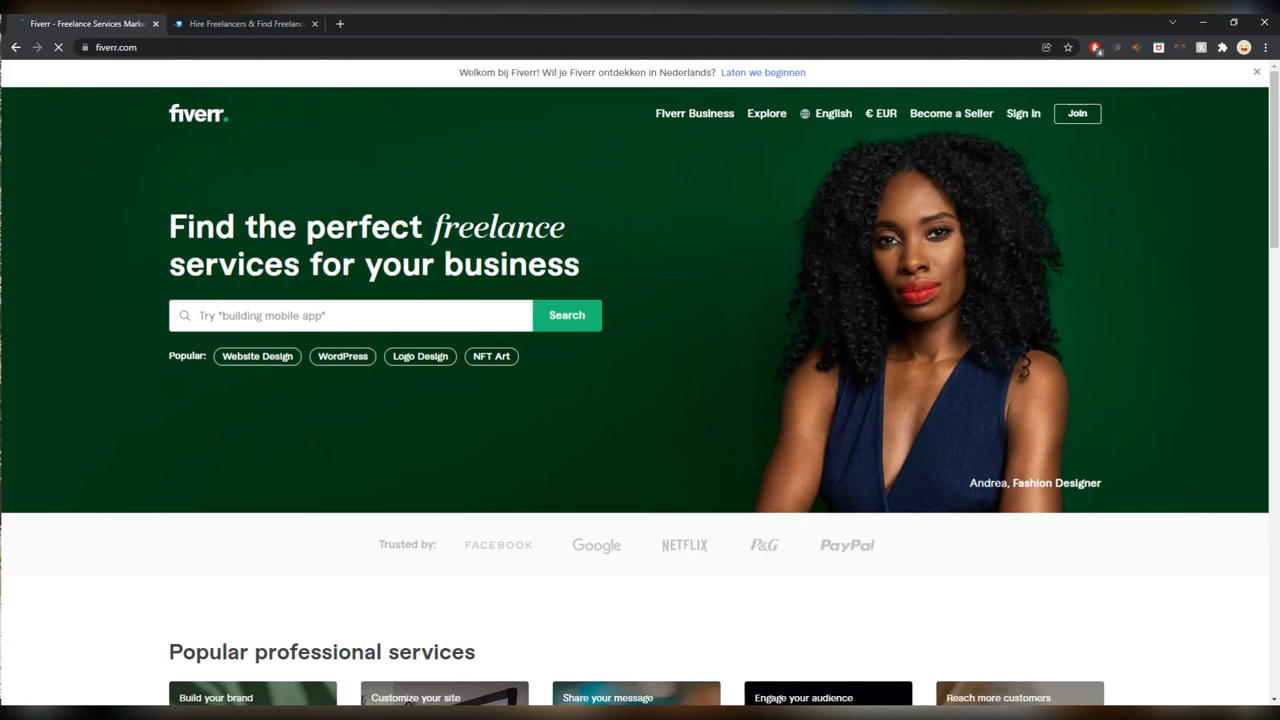 Fiverr - Freelance Services Marke
Hire Freelancers & Find Freelanc
fiverr.com
Welkom bij Fiverr! Wil je Fiverr ontdekken in Nederlands? Laten we beginnen
fiverr.
Fiverr Business
Explore
English
€ EUR
Become a Seller
Sign In
Join
Find the perfect freelance
services for your business
Try "building mobile app"
Search
Popular:
Website Design
WordPress
Logo Design
NFT Art
Andrea, Fashion Designer
Trusted by:
FACEBOOK
Google
NETFLIX
P&G
PayPal
Popular professional services
Build your brand
Customize your site
Share your message
Engage your audience
Reach more customers